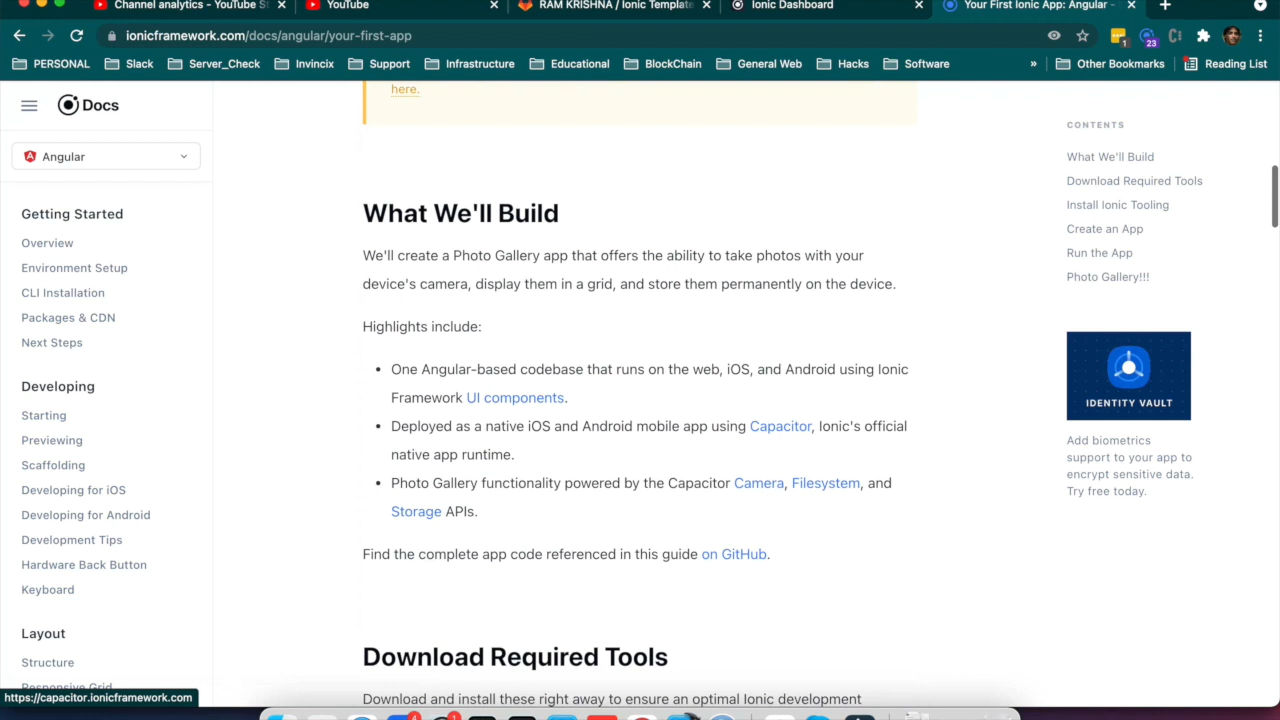 Channel analytics - YouTube St
YouTube
RAM KRISHNA / Ionic Template
Ionic Dashboard
Your First Ionic App: Angular -
ionicframework.com/docs/angular/your-first-app
1
23
PERSONAL
Slack
Server_Check
Invincix
Support
Infrastructure
Educational
BlockChain
General Web
Hacks
Software
»
Other Bookmarks
Reading List
Docs
Angular
Getting Started
Overview
Environment Setup
CLI Installation
Packages & CDN
Next Steps
Developing
Starting
Previewing
Scaffolding
Developing for iOS
Developing for Android
Development Tips
Hardware Back Button
Keyboard
Layout
Structure
Responsive Grid
https://capacitor.ionicframework.com
here.
What We'll Build
We'll create a Photo Gallery app that offers the ability to take photos with your
device's camera, display them in a grid, and store them permanently on the device.
Highlights include:
• One Angular-based codebase that runs on the web, iOS, and Android using Ionic
Framework UI components.
• Deployed as a native iOS and Android mobile app using Capacitor, Ionic's official
native app runtime.
• Photo Gallery functionality powered by the Capacitor Camera, Filesystem, and
Storage APIs.
Find the complete app code referenced in this guide on GitHub.
Download Required Tools
Download and install these right away to ensure an optimal Ionic development
CONTENTS
What We'll Build
Download Required Tools
Install Ionic Tooling
Create an App
Run the App
Photo Gallery!!!
IDENTITY VAULT
Add biometrics
support to your app to
encrypt sensitive data.
Try free today.
4
1